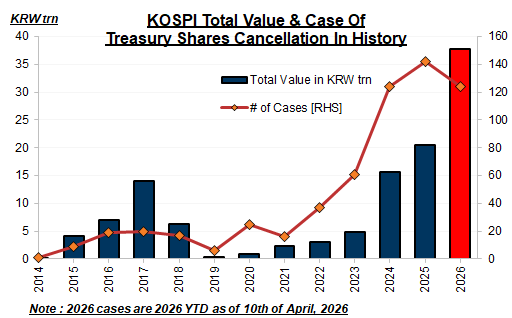 KRW trn
KOSPI Total Value & Case Of
Treasury Shares Cancellation In History
40 160
35 140
30 120
25 100
20 80
15 60
10 40
5 20
0 0
Total Value in KRW trn
# of Cases [RHS]
2014 2015 2016 2017 2018 2019 2020 2021 2022 2023 2024 2025 2026
Note : 2026 cases are 2026 YTD as of 10th of April, 2026